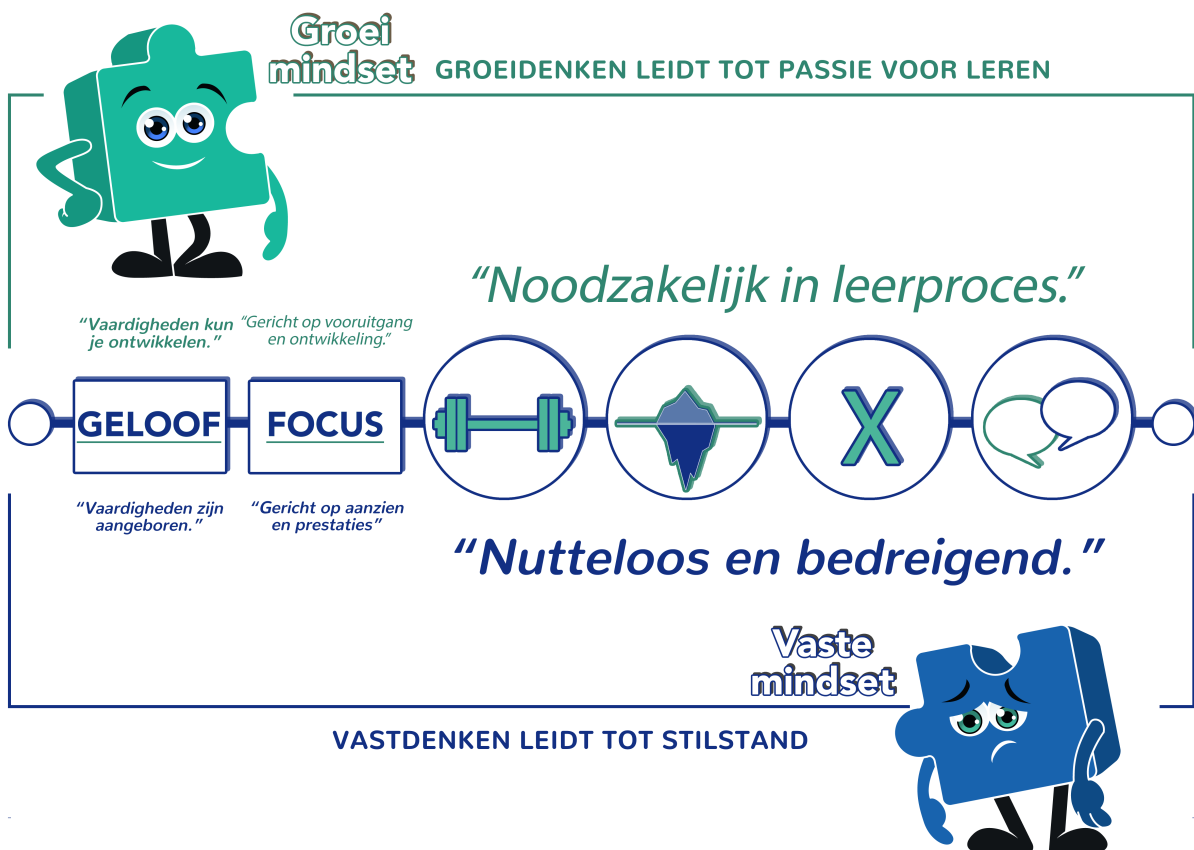 Groei
mindset
GROEIDENKEN LEIDT TOT PASSIE VOOR LEREN
“Noodzakelijk in leerproces.”
“Vaardigheden kun
je ontwikkelen.”
“Gericht op vooruitgang
en ontwikkeling.”
GELOOF
FOCUS
X
“Vaardigheden zijn
aangeboren.”
“Gericht op aanzien
en prestaties”
“Nutteloos en bedreigend.”
Vaste
mindset
VASTDENKEN LEIDT TOT STILSTAND